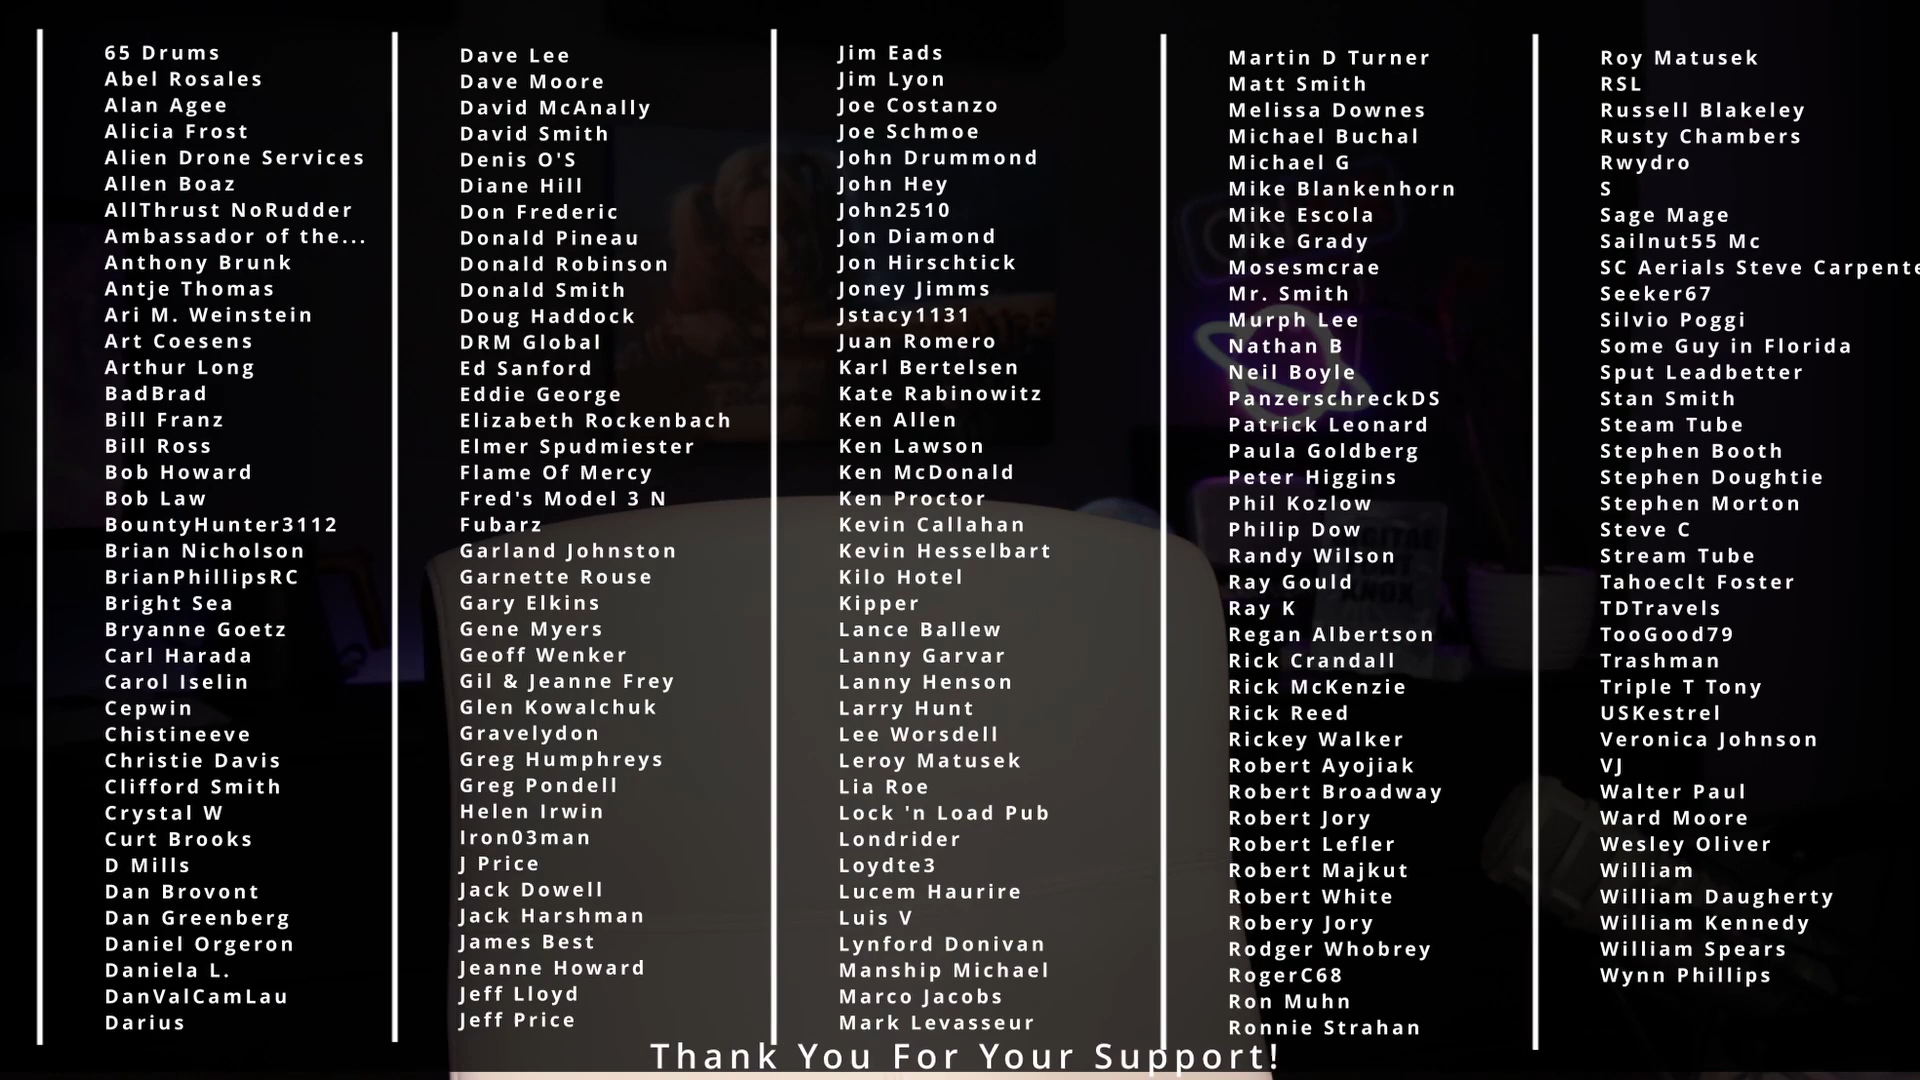 65 Drums
Abel Rosales
Alan Agee
Alicia Frost
Alien Drone Services
Allen Boaz
AllThrust NoRudder
Ambassador of the...
Anthony Brunk
Antje Thomas
Ari M. Weinstein
Art Coesens
Arthur Long
BadBrad
Bill Franz
Bill Ross
Bob Howard
Bob Law
BountyHunter3112
Brian Nicholson
BrianPhillipsRC
Bright Sea
Bryanne Goetz
Carl Harada
Carol Iselin
Cepwin
Chistineeve
Christie Davis
Clifford Smith
Crystal W
Curt Brooks
D Mills
Dan Brovont
Dan Greenberg
Daniel Orgeron
Daniela L.
DanValCamLau
Darius
Dave Lee
Dave Moore
David McAnally
David Smith
Denis O'S
Diane Hill
Don Frederic
Donald Pineau
Donald Robinson
Donald Smith
Doug Haddock
DRM Global
Ed Sanford
Eddie George
Elizabeth Rockenbach
Elmer Spudmiester
Flame Of Mercy
Fred's Model 3 N
Fubarz
Garland Johnston
Garnette Rouse
Gary Elkins
Gene Myers
Geoff Wenker
Gil & Jeanne Frey
Glen Kowalchuk
Gravelydon
Greg Humphreys
Greg Pondell
Helen Irwin
Iron03man
J Price
Jack Dowell
Jack Harshman
James Best
Jeanne Howard
Jeff Lloyd
Jeff Price
Jim Eads
Jim Lyon
Joe Costanzo
Joe Schmoe
John Drummond
John Hey
John2510
Jon Diamond
Jon Hirschtick
Joney Jimms
Jstacy1131
Juan Romero
Karl Bertelsen
Kate Rabinowitz
Ken Allen
Ken Lawson
Ken McDonald
Ken Proctor
Kevin Callahan
Kevin Hesselbart
Kilo Hotel
Kipper
Lance Ballew
Lanny Garvar
Lanny Henson
Larry Hunt
Lee Worsdell
Leroy Matusek
Lia Roe
Lock 'n Load Pub
Londrider
Loydte3
Lucem Haurire
Luis V
Lynford Donivan
Manship Michael
Marco Jacobs
Mark Levasseur
Martin D Turner
Matt Smith
Melissa Downes
Michael Buchal
Michael G
Mike Blankenhorn
Mike Escola
Mike Grady
Mosesmcrae
Mr. Smith
Murph Lee
Nathan B
Neil Boyle
PanzerschreckDS
Patrick Leonard
Paula Goldberg
Peter Higgins
Phil Kozlow
Philip Dow
Randy Wilson
Ray Gould
Ray K
Regan Albertson
Rick Crandall
Rick McKenzie
Rick Reed
Rickey Walker
Robert Ayojiak
Robert Broadway
Robert Jory
Robert Lefler
Robert Majkut
Robert White
Robery Jory
Rodger Whobrey
RogerC68
Ron Muhn
Ronnie Strahan
Roy Matusek
RSL
Russell Blakeley
Rusty Chambers
Rwydro
S
Sage Mage
Sailnut55 Mc
SC Aerials Steve Carpente
Seeker67
Silvio Poggi
Some Guy in Florida
Sput Leadbetter
Stan Smith
Steam Tube
Stephen Booth
Stephen Doughtie
Stephen Morton
Steve C
Stream Tube
Tahoeclt Foster
TDTravels
TooGood79
Trashman
Triple T Tony
USKestrel
Veronica Johnson
VJ
Walter Paul
Ward Moore
Wesley Oliver
William
William Daugherty
William Kennedy
William Spears
Wynn Phillips
Thank You For Your Support!